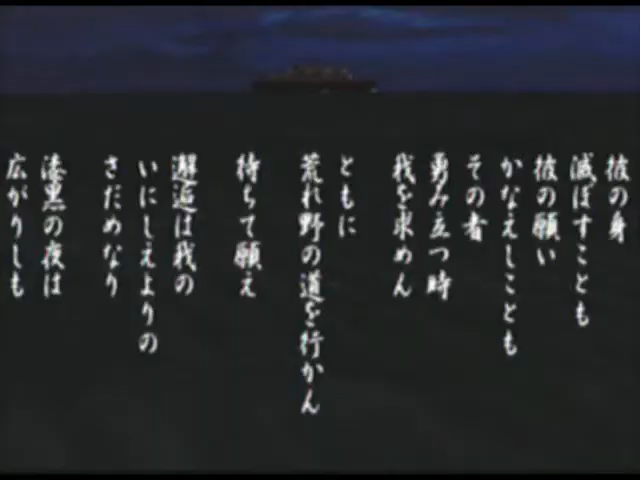 彼の身
滅ぼすことも
彼の願い
かなえしことも
その者
勇み立つ時
我を求めん
ともに
荒れ野の道を行かん
待ちて願え
邂逅は我の
いにしえよりの
さだめなり
漆黒の夜は
広がりしも